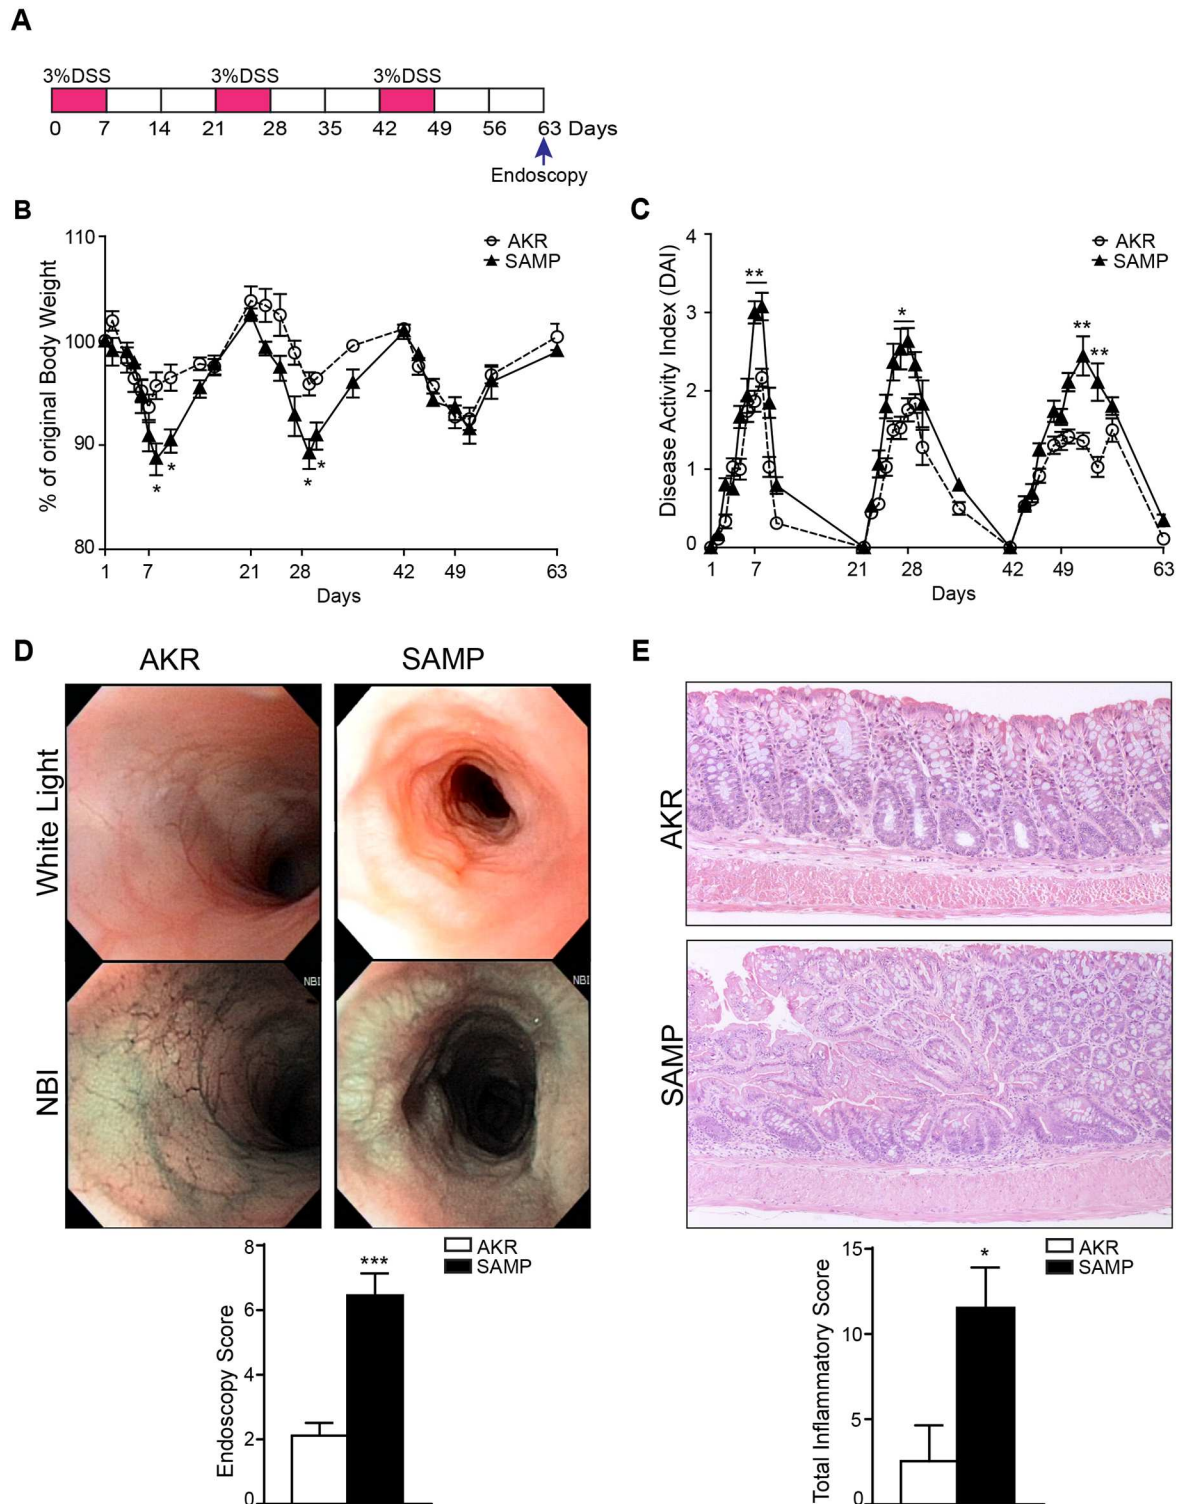 A
3%DSS 3%DSS 3%DSS
0 7 14 21 28 35 42 49 56 63 Days
Endoscopy
B
% of original Body Weight
110
100
90
80
AKR
SAMP
*
*
*
*
1 7 21 28 42 49 63
Days
C
Disease Activity Index (DAI)
4
3
2
1
0
AKR
SAMP
**
*
**
**
1 7 21 28 42 49 63
Days
D
AKR SAMP
White Light
NBI
NBI
NBI
Endoscopy Score
8
6
4
2
0
***
AKR
SAMP
E
AKR
SAMP
Total Inflammatory Score
15
10
5
0
*
AKR
SAMP